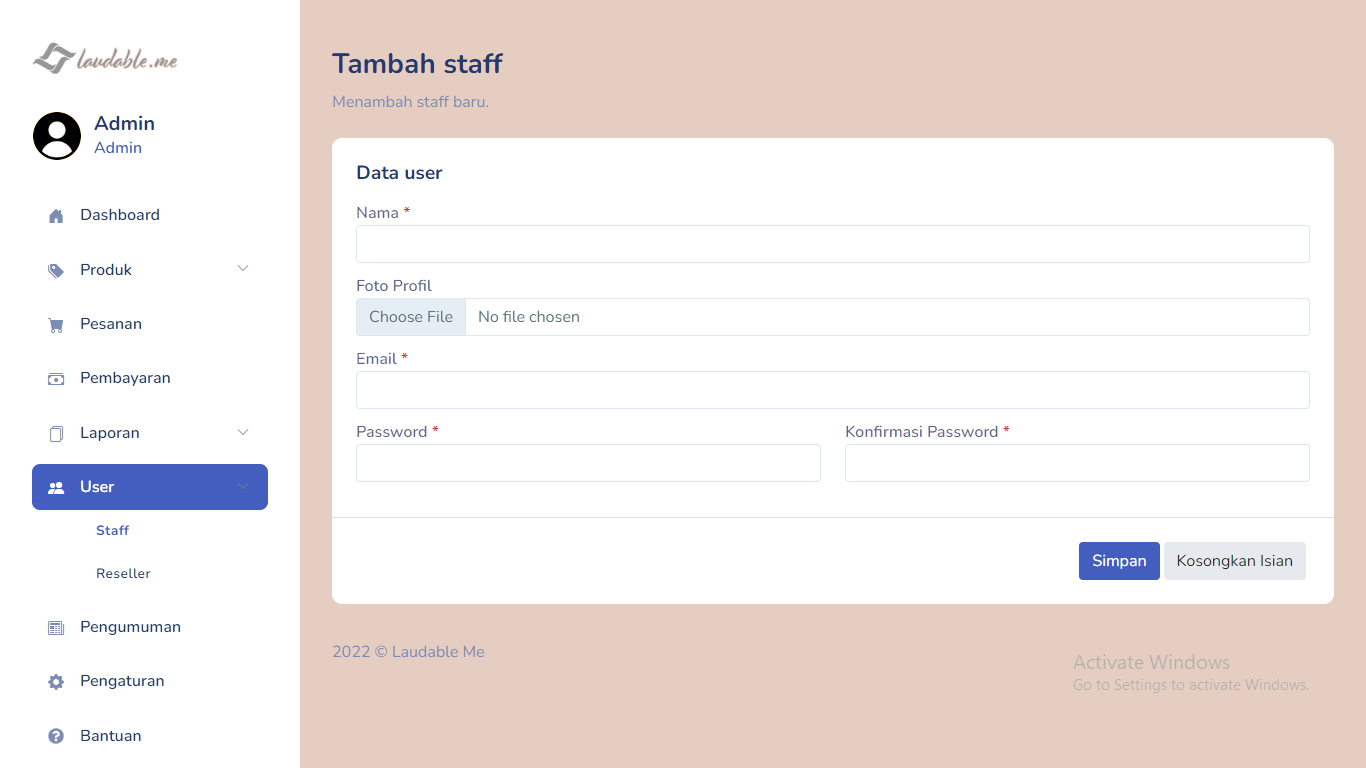 laudable.me
Admin
Admin
Dashboard
Produk
Pesanan
Pembayaran
Laporan
User
Staff
Reseller
Pengumuman
Pengaturan
Bantuan
Tambah staff
Menambah staff baru.
Data user
Nama *
Foto Profil
Choose File No file chosen
Email *
Password * Konfirmasi Password *
Simpan Kosongkan Isian
2022 © Laudable Me
Activate Windows
Go to Settings to activate Windows.